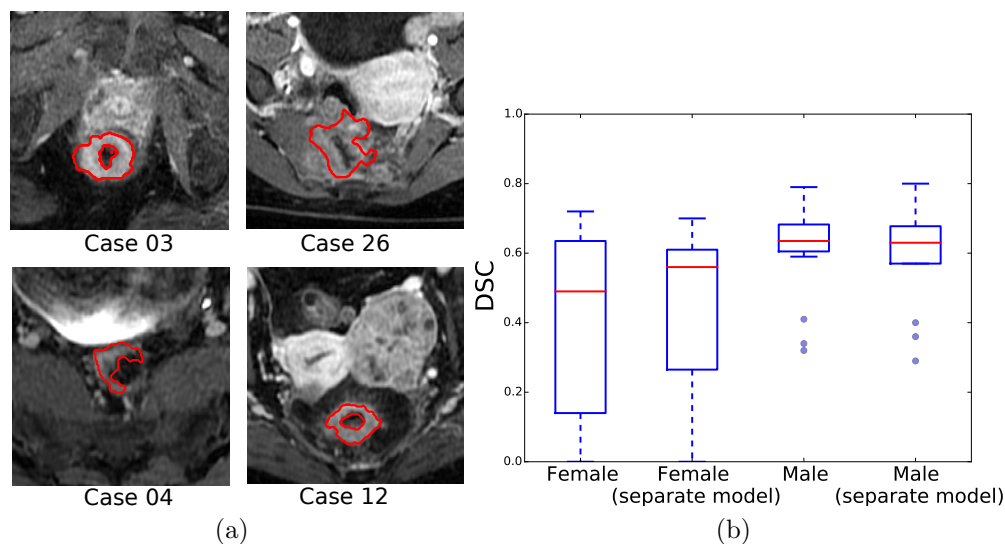 Case 03
Case 26
Case 04
Case 12
(a)
DSC
1.0
0.8
0.6
0.4
0.2
0.0
Female
Female
(separate model)
Male
Male
(separate model)
(b)